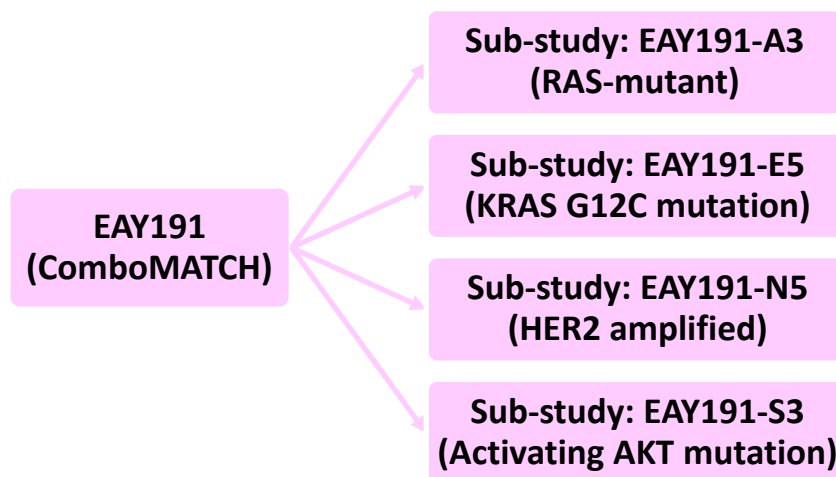 EAY191
(ComboMATCH)
Sub-study: EAY191-A3
(RAS-mutant)
Sub-study: EAY191-E5
(KRAS G12C mutation)
Sub-study: EAY191-N5
(HER2 amplified)
Sub-study: EAY191-S3
(Activating AKT mutation)